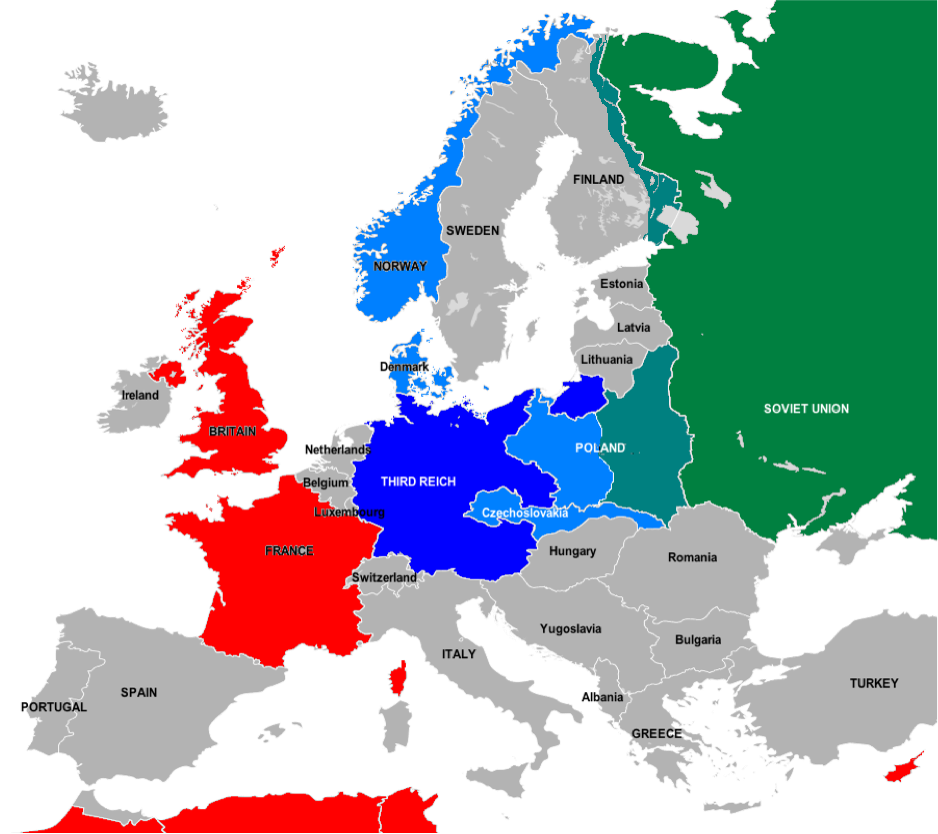 FINLAND
SWEDEN
NORWAY
Estonia
Latvia
Lithuania
Denmark
Ireland
SOVIET UNION
BRITAIN
POLAND
Netherlands
THIRD REICH
Belgium
Luxembourg
Czechoslovakia
FRANCE
Hungary
Romania
Switzerland
Yugoslavia
Bulgaria
ITALY
TURKEY
SPAIN
Albania
PORTUGAL
GREECE